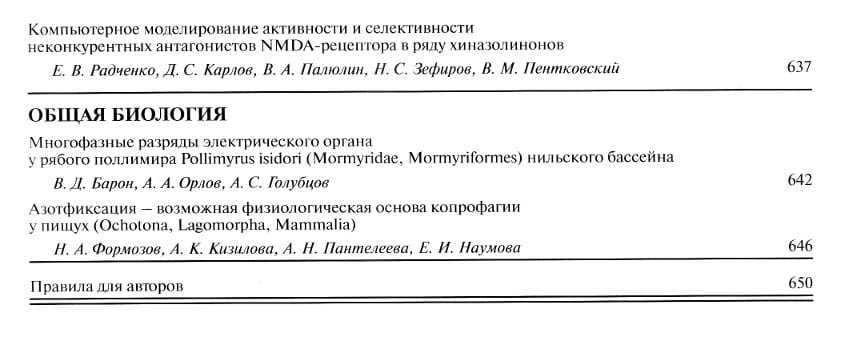 Компьютерное моделирование активности и селективности
неконкурентных антагонистов NMDA-рецептора в ряду хиназолинонов
Е. В. Радченко, Д. С. Карлов, В. А. Палюлин, Н. С. Зефиров, В. М. Пентковский 637
ОБЩАЯ БИОЛОГИЯ
Многофазные разряды электрического органа
у рябого поллимира Pollimyrus isidori (Mormyridae, Mormyriformes) нильского бассейна
В. Д. Барон, А. А. Орлов, А. С. Голубцов 642
Азотфиксация – возможная физиологическая основа копрофагии
у пищух (Ochotona, Lagomorpha, Mammalia)
Н. А. Формозов, А. К. Кизилова, А. Н. Пантелеева, Е. И. Наумова 646
Правила для авторов 650